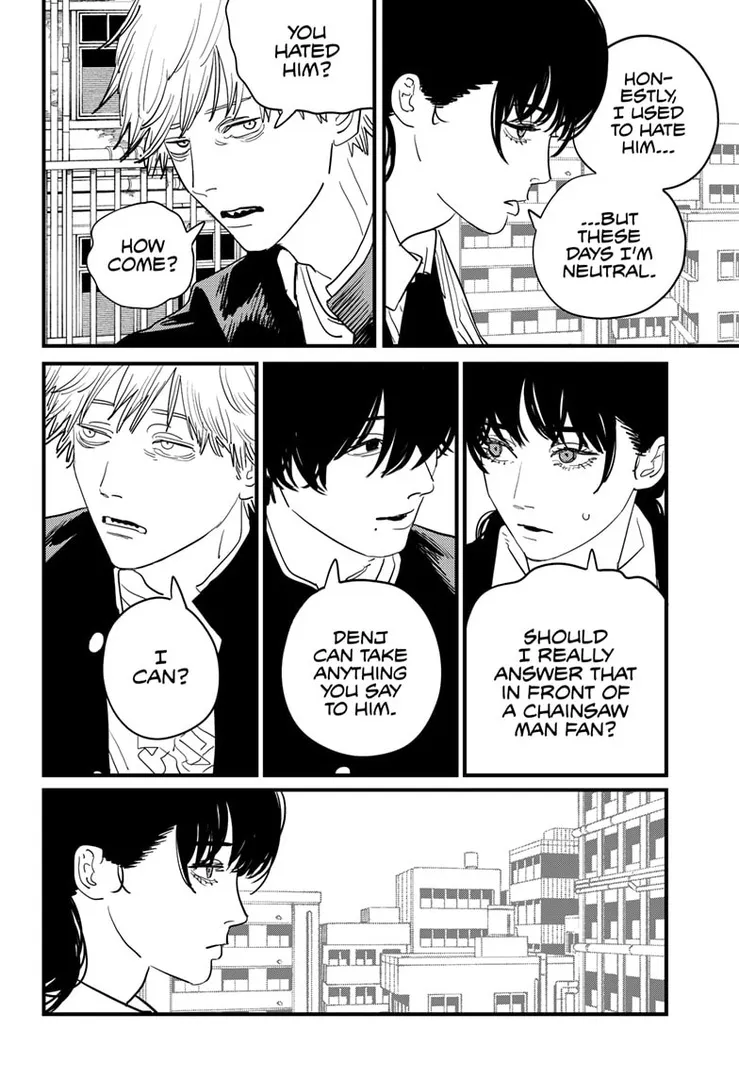 HON-
ESTLY,
I USED
TO HATE
HIM...
...BUT
THESE
DAYS I'M
NEUTRAL.
YOU
HATED
HIM?
HOW
COME?
SHOULD
I REALLY
ANSWER THAT
IN FRONT OF
A CHAINSAW
MAN FAN?
DENJ
CAN TAKE
ANYTHING
YOU SAY
TO HIM.
I
CAN?